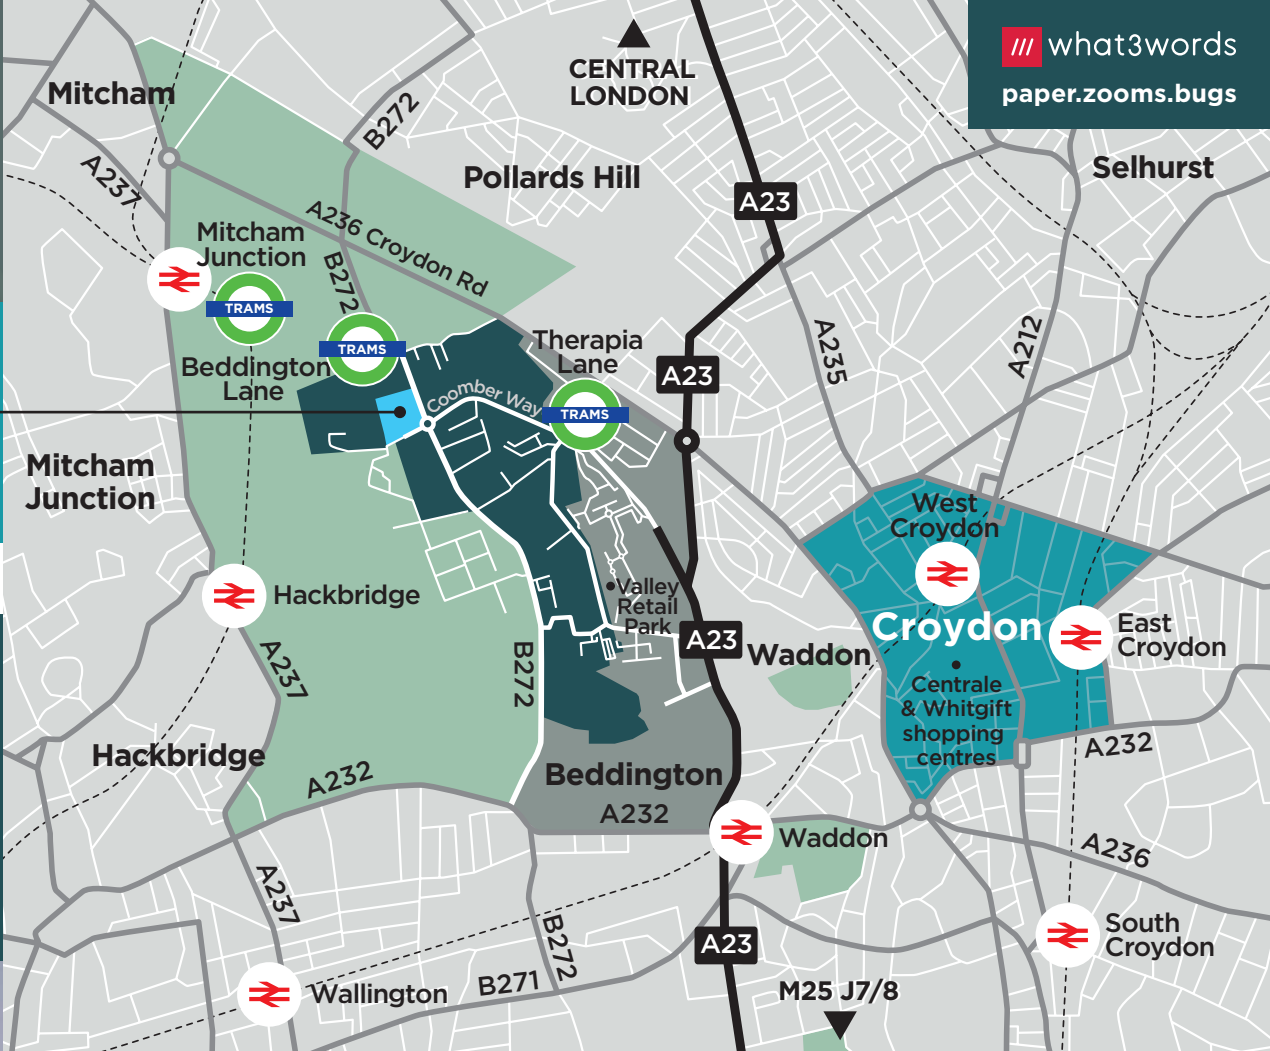 what3words
paper.zooms.bugs
CENTRAL
LONDON
Mitcham
B272
Pollards Hill
Selhurst
A237
A23
A236 Croydon Rd
Mitcham
Junction
B272
TRAMS
TRAMS
Beddington
Lane
Therapia
Lane
A235
A212
A23
Coomber Way
TRAMS
Mitcham
Junction
West
Croydon
Hackbridge
Valley
Retail
Park
A23
Waddon
Croydon
East
Croydon
A237
B272
Centrale
& Whitgift
shopping
centres
A232
Hackbridge
A232
Beddington
A232
Waddon
A236
A237
B272
A23
South
Croydon
Wallington
B271
M25 J7/8